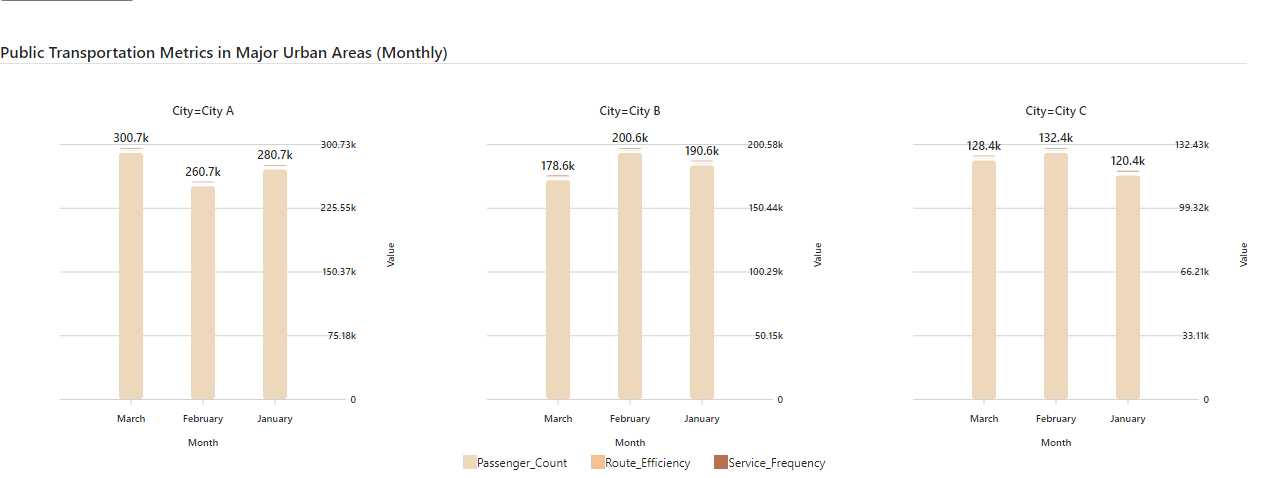 Public Transportation Metrics in Major Urban Areas (Monthly)
City=City A
300.7k
260.7k
280.7k
300.73k
225.55k
150.37k
75.18k
0
Value
March February January
Month
City=City B
178.6k
200.6k
190.6k
200.58k
150.44k
100.29k
50.15k
0
Value
March February January
Month
City=City C
128.4k
132.4k
120.4k
132.43k
99.32k
66.21k
33.11k
0
Value
March February January
Month
Passenger_Count Route_Efficiency Service_Frequency